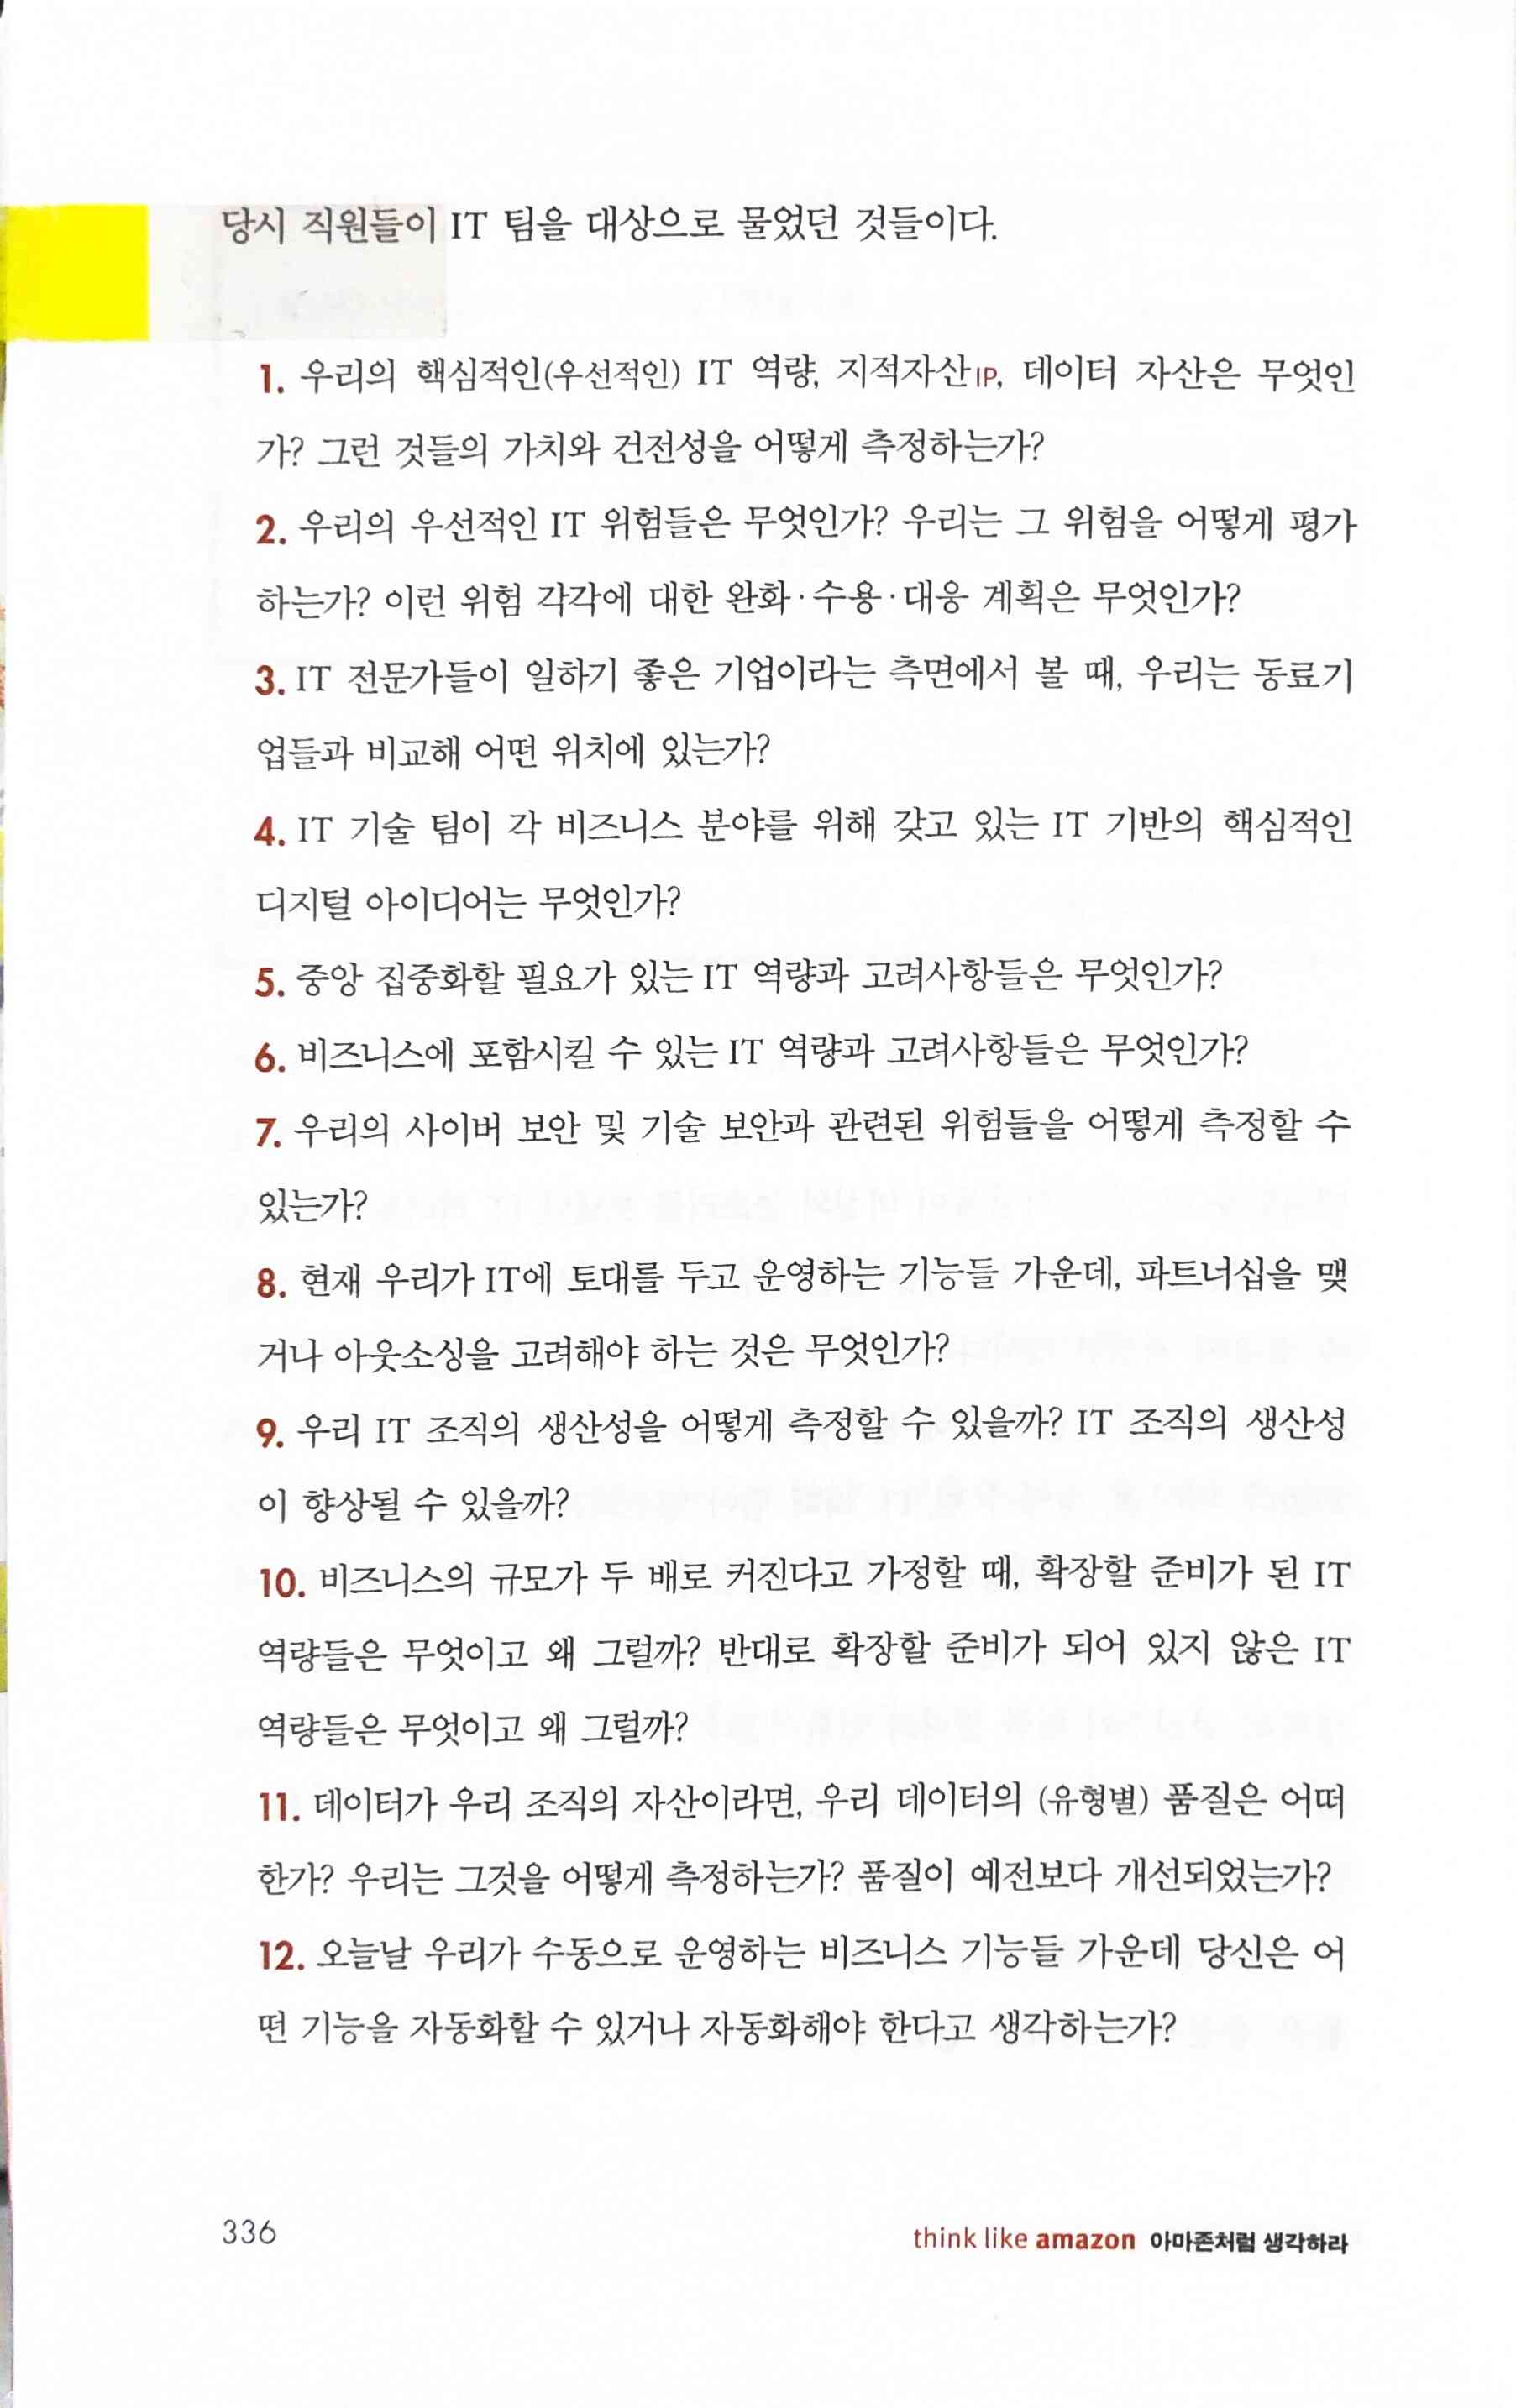 당시 직원들이 IT 팀을 대상으로 물었던 것들이다.
1. 우리의 핵심적인(우선적인) IT 역량, 지적자산IP, 데이터 자산은 무엇인
가? 그런 것들의 가치와 건전성을 어떻게 측정하는가?
2. 우리의 우선적인 IT 위험들은 무엇인가? 우리는 그 위험을 어떻게 평가
하는가? 이런 위험 각각에 대한 완화·수용·대응 계획은 무엇인가?
3. IT 전문가들이 일하기 좋은 기업이라는 측면에서 볼 때, 우리는 동료기
업들과 비교해 어떤 위치에 있는가?
4. IT 기술 팀이 각 비즈니스 분야를 위해 갖고 있는 IT 기반의 핵심적인
디지털 아이디어는 무엇인가?
5. 중앙 집중화할 필요가 있는 IT 역량과 고려사항들은 무엇인가?
6. 비즈니스에 포함시킬 수 있는 IT 역량과 고려사항들은 무엇인가?
7. 우리의 사이버 보안 및 기술 보안과 관련된 위험들을 어떻게 측정할 수
있는가?
8. 현재 우리가 IT에 토대를 두고 운영하는 기능들 가운데, 파트너십을 맺
거나 아웃소싱을 고려해야 하는 것은 무엇인가?
9. 우리 IT 조직의 생산성을 어떻게 측정할 수 있을까? IT 조직의 생산성
이 향상될 수 있을까?
10. 비즈니스의 규모가 두 배로 커진다고 가정할 때, 확장할 준비가 된 IT
역량들은 무엇이고 왜 그럴까? 반대로 확장할 준비가 되어 있지 않은 IT
역량들은 무엇이고 왜 그럴까?
11. 데이터가 우리 조직의 자산이라면, 우리 데이터의 (유형별) 품질은 어떠
한가? 우리는 그것을 어떻게 측정하는가? 품질이 예전보다 개선되었는가?
12. 오늘날 우리가 수동으로 운영하는 비즈니스 기능들 가운데 당신은 어
떤 기능을 자동화할 수 있거나 자동화해야 한다고 생각하는가?
336
think like amazon 아마존처럼 생각하라